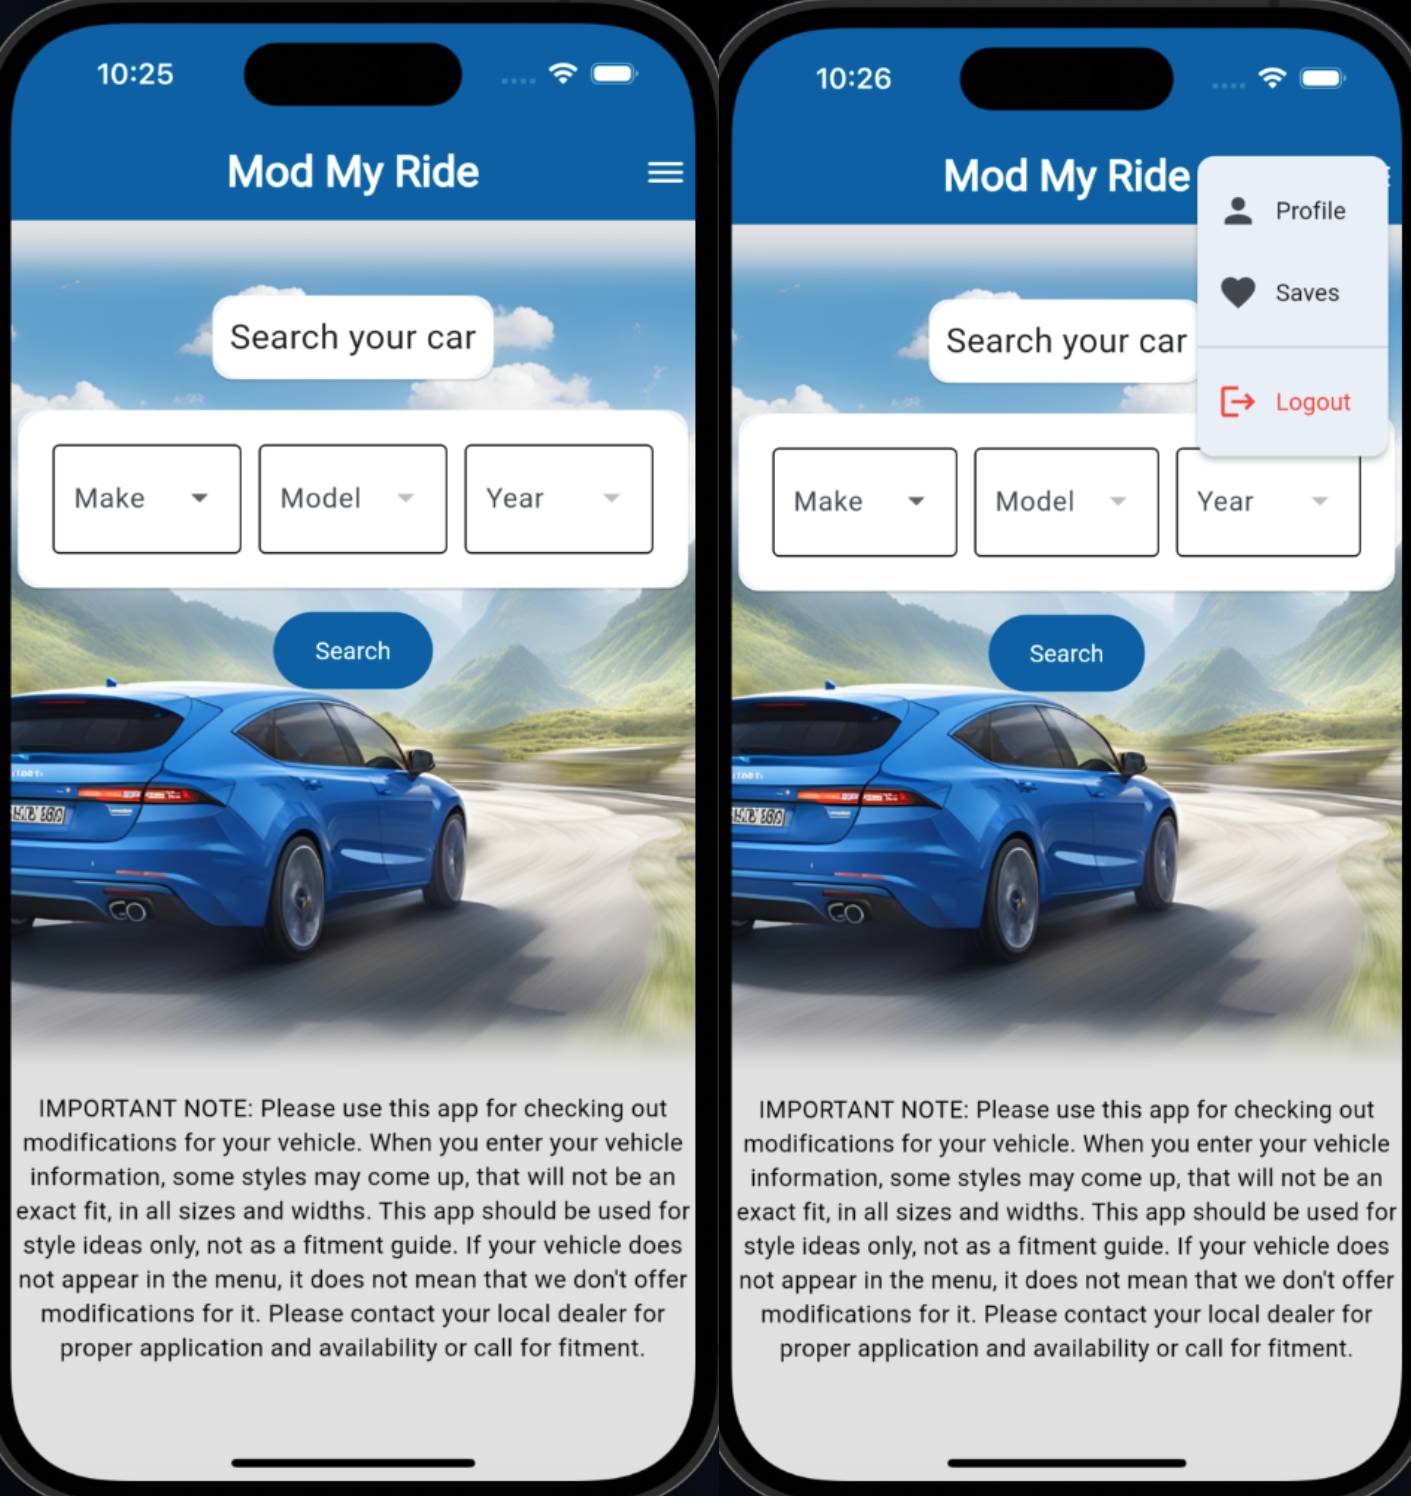 10:25
Mod My Ride
Search your car
Make
Model
Year
Search
IMPORTANT NOTE: Please use this app for checking out
modifications for your vehicle. When you enter your vehicle
information, some styles may come up, that will not be an
exact fit, in all sizes and widths. This app should be used for
style ideas only, not as a fitment guide. If your vehicle does
not appear in the menu, it does not mean that we don't offer
modifications for it. Please contact your local dealer for
proper application and availability or call for fitment.
10:26
Mod My Ride
Profile
Saves
Logout
Search your car
Make
Model
Year
Search
IMPORTANT NOTE: Please use this app for checking out
modifications for your vehicle. When you enter your vehicle
information, some styles may come up, that will not be an
exact fit, in all sizes and widths. This app should be used for
style ideas only, not as a fitment guide. If your vehicle does
not appear in the menu, it does not mean that we don't offer
modifications for it. Please contact your local dealer for
proper application and availability or call for fitment.